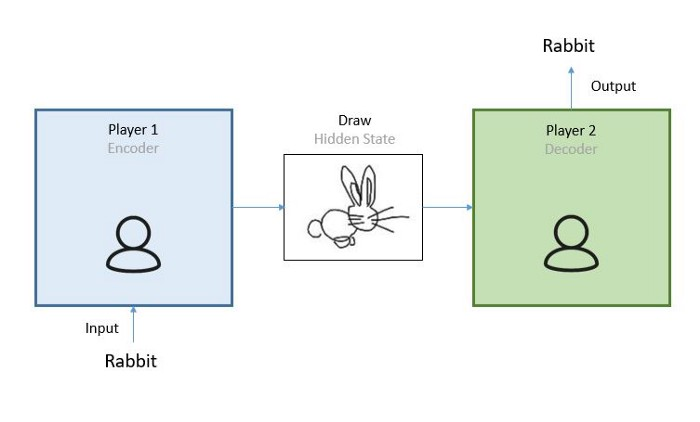 Rabbit
Output
Player 1
Encoder
Draw
Hidden State
Player 2
Decoder
Input
Rabbit